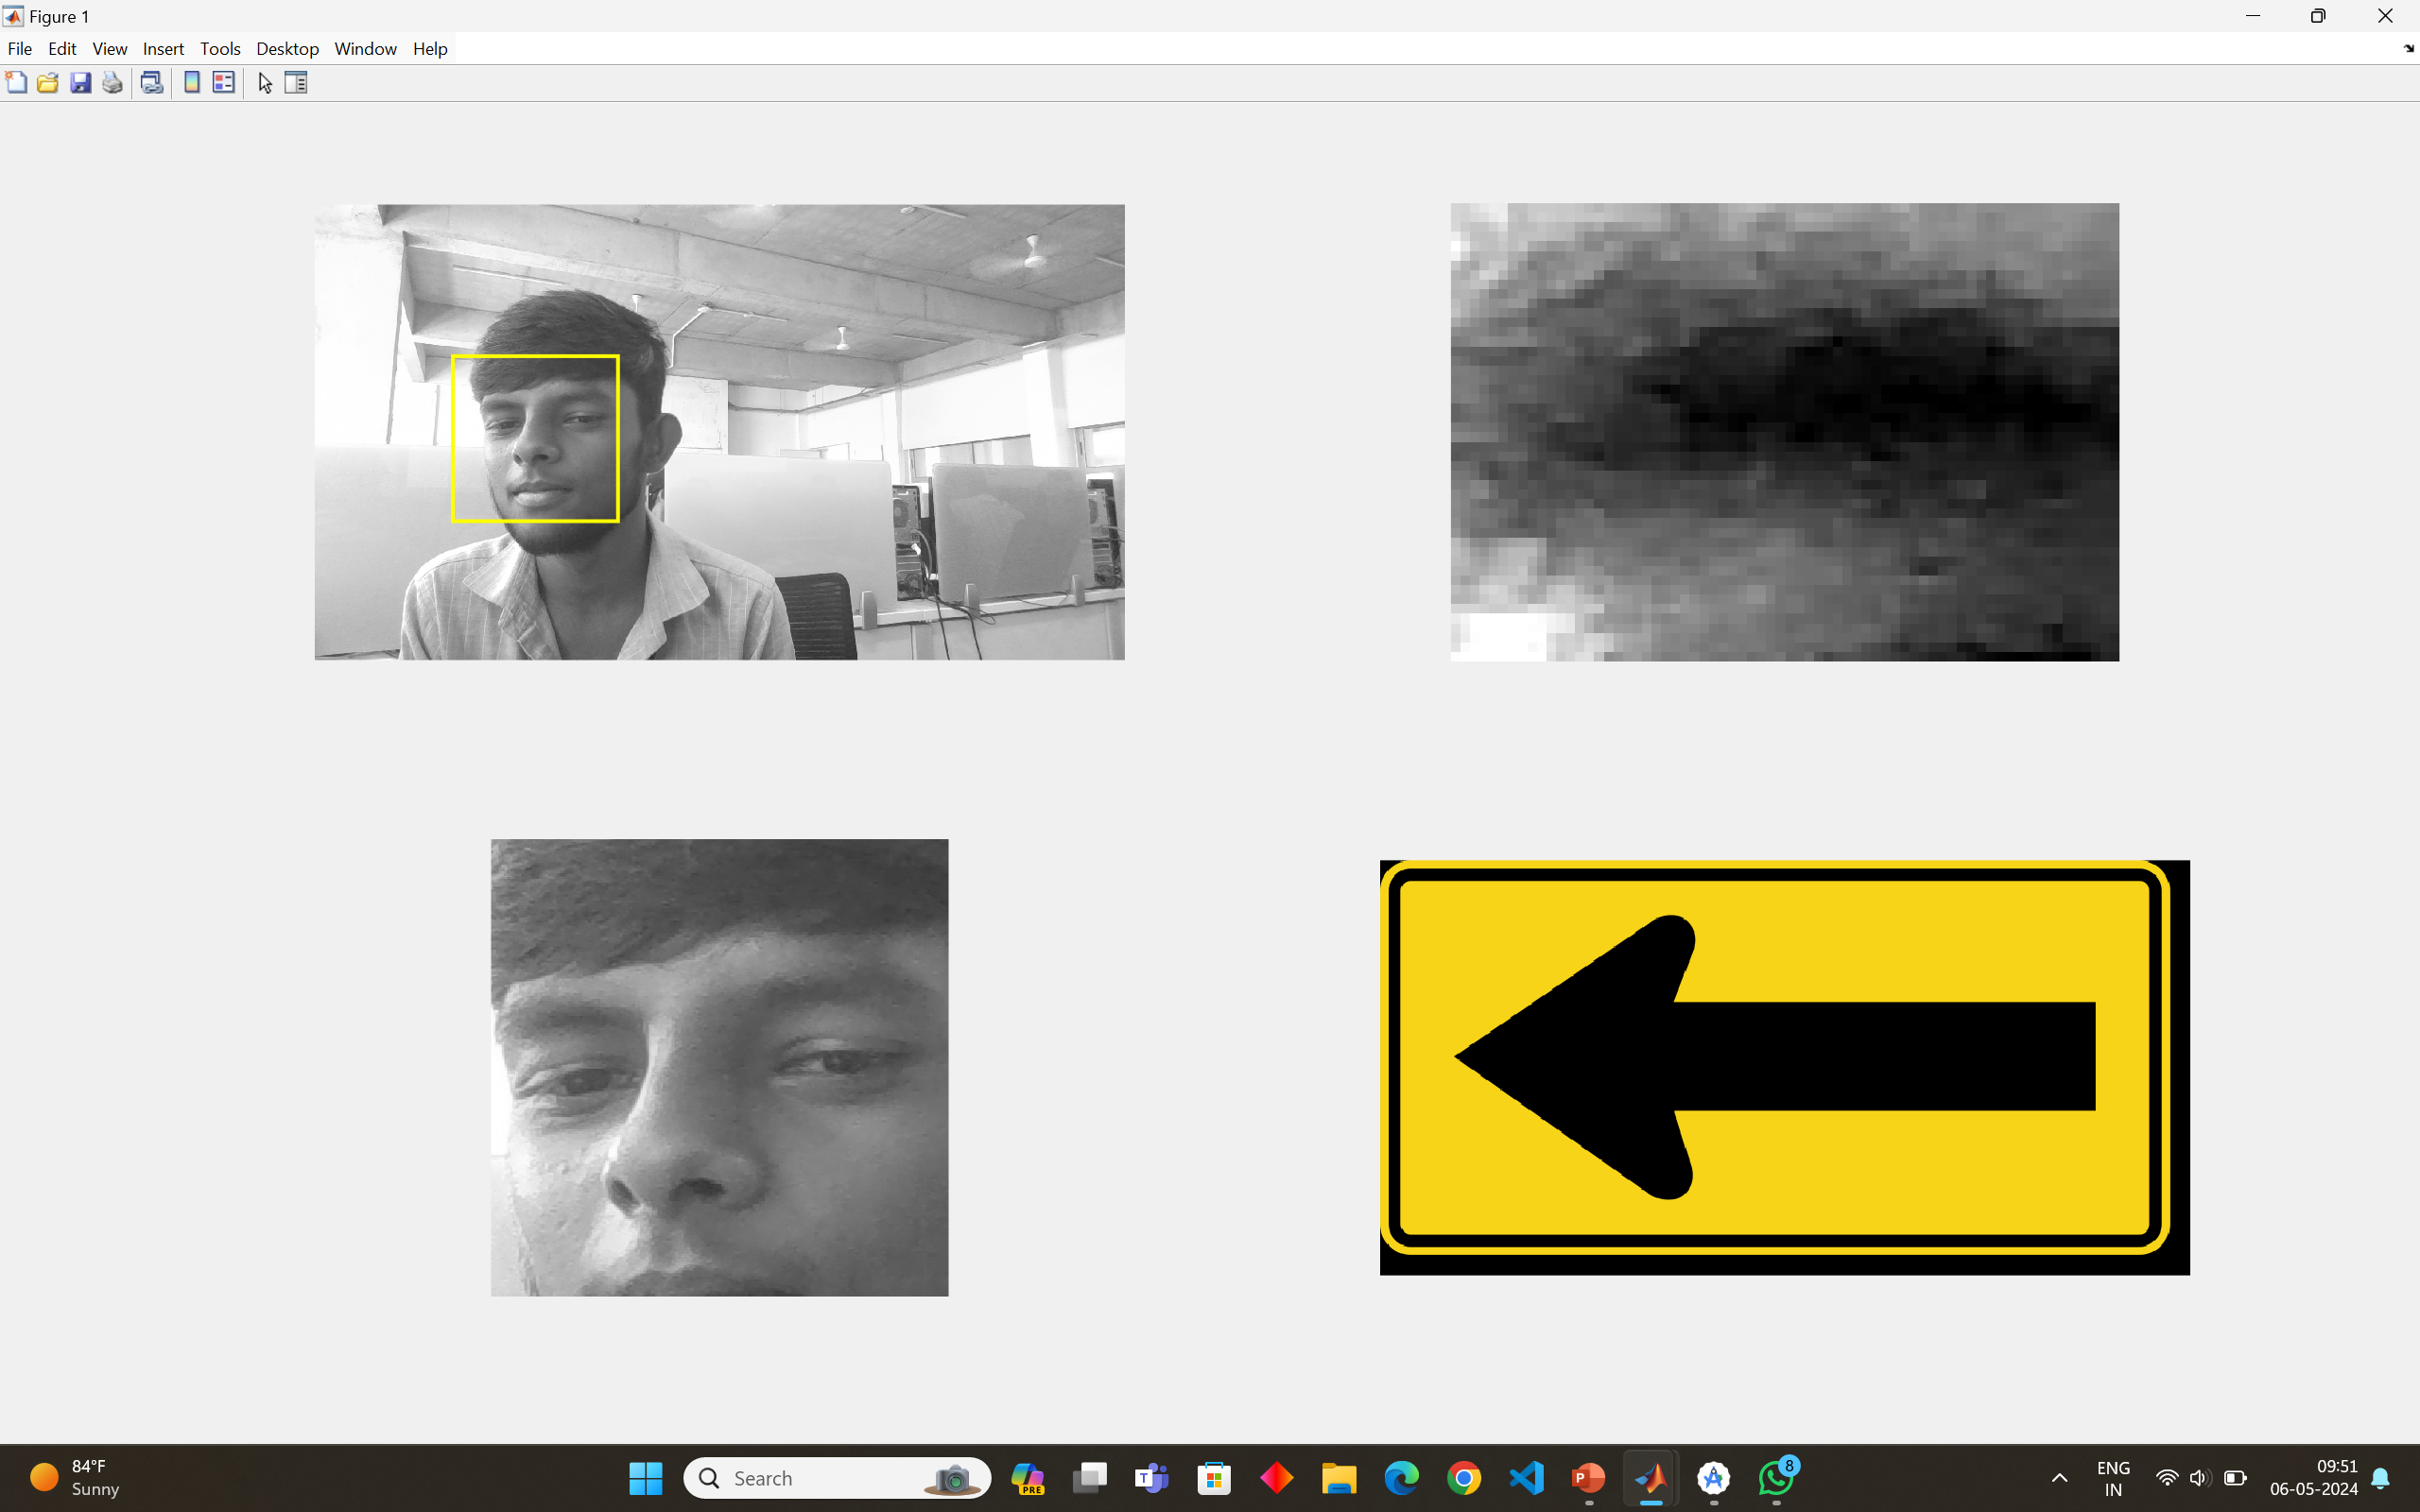 Figure 1
File Edit View Insert Tools Desktop Window Help
84°F
Sunny
Search
PRE
T
P
8
ENG
IN
09:51
06-05-2024